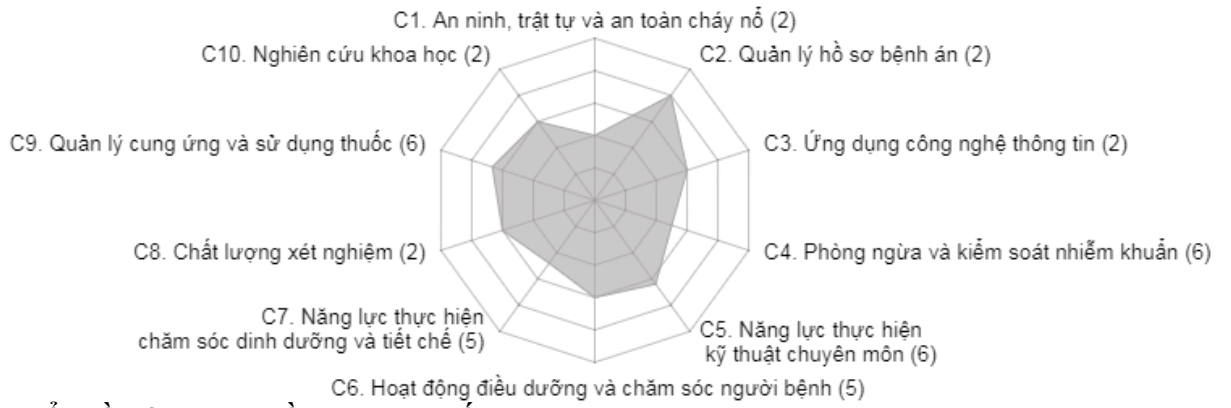 C1. An ninh, trật tự và an toàn cháy nổ (2)
C2. Quản lý hồ sơ bệnh án (2)
C3. Ứng dụng công nghệ thông tin (2)
C4. Phòng ngừa và kiểm soát nhiễm khuẩn (6)
C5. Năng lực thực hiện
kỹ thuật chuyên môn (6)
C6. Hoạt động điều dưỡng và chăm sóc người bệnh (5)
C7. Năng lực thực hiện
chăm sóc dinh dưỡng và tiết chế (5)
C8. Chất lượng xét nghiệm (2)
C9. Quản lý cung ứng và sử dụng thuốc (6)
C10. Nghiên cứu khoa học (2)